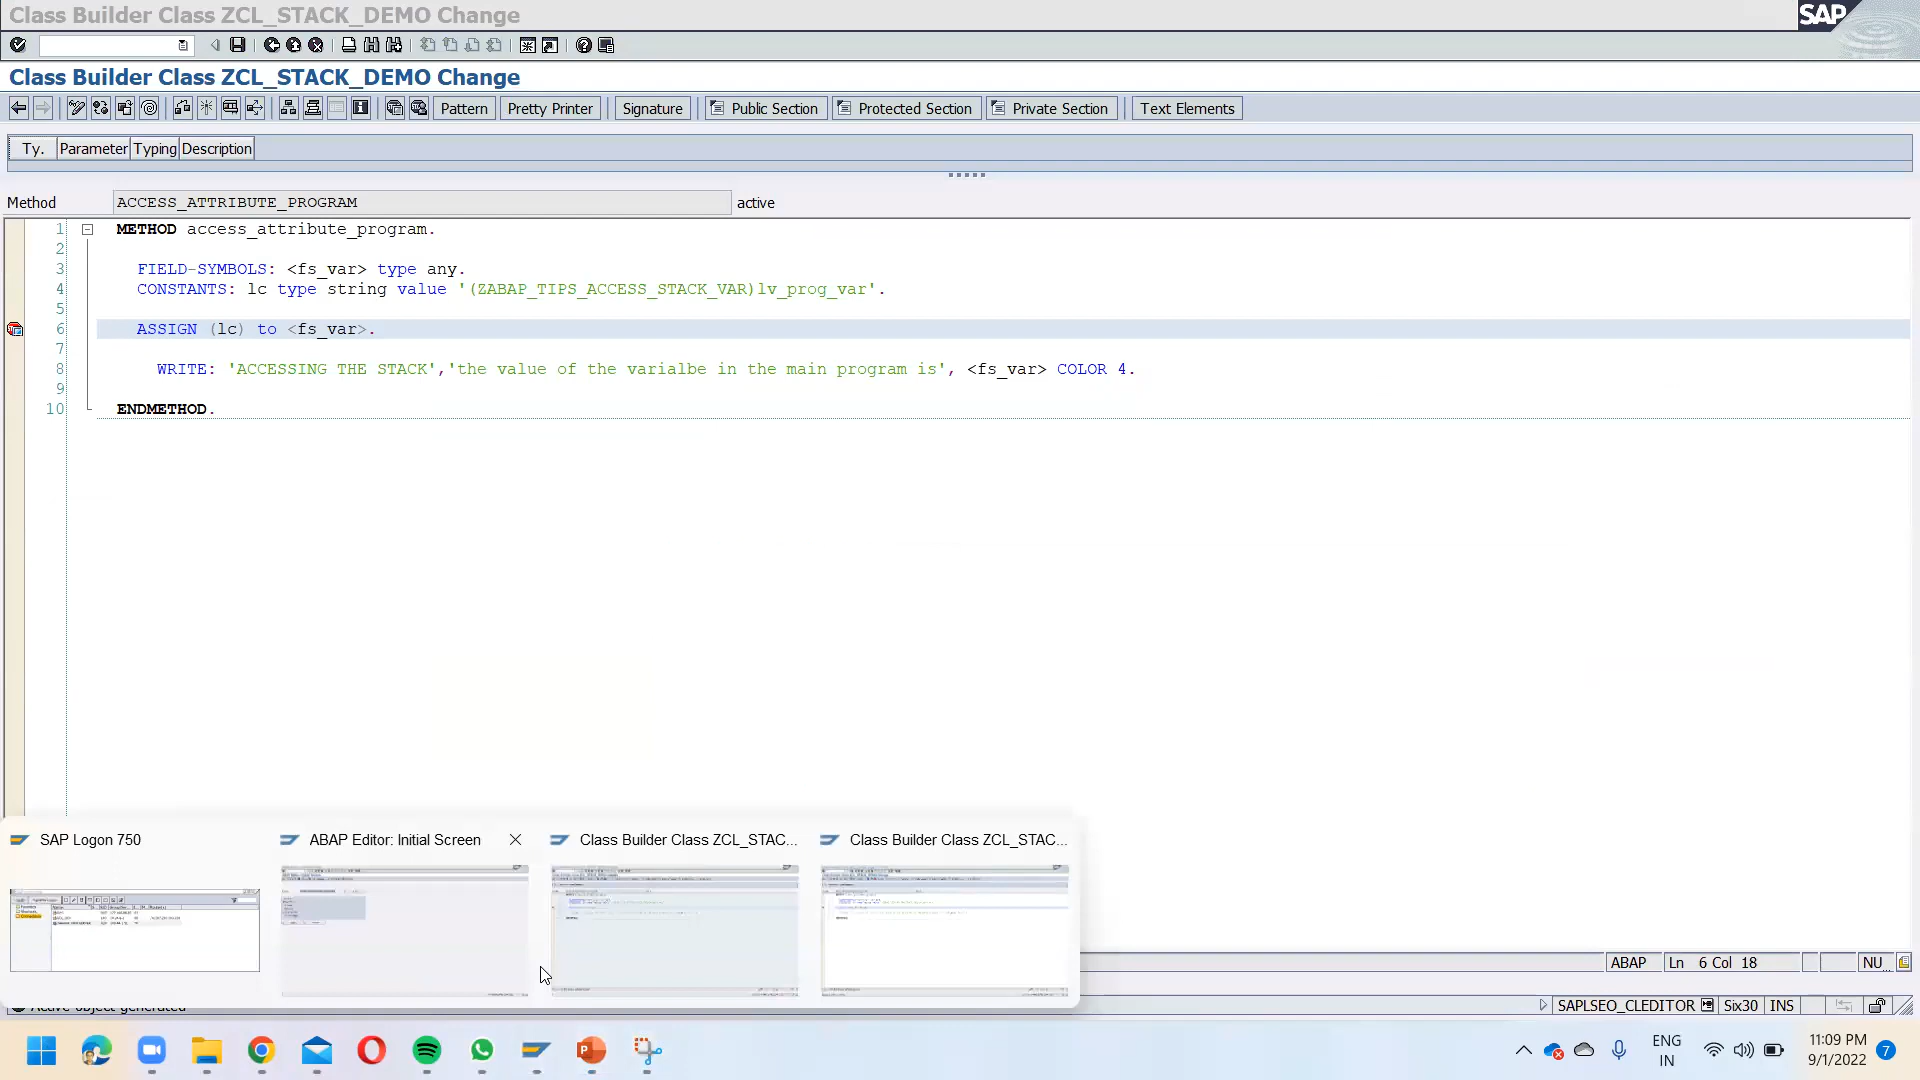 Class Builder Class ZCL_STACK_DEMO Change
SAP
Class Builder Class ZCL_STACK_DEMO Change
Pattern Pretty Printer Signature Public Section Protected Section Private Section Text Elements
Ty. Parameter Typing Description
Method ACCESS_ATTRIBUTE_PROGRAM active
1 METHOD access_attribute_program.
2
3 FIELD-SYMBOLS: <fs_var> type any.
4 CONSTANTS: lc type string value '(ZABAP_TIPS_ACCESS_STACK_VAR)lv_prog_var'.
5
6 ASSIGN (lc) to <fs_var>.
7
8 WRITE: 'ACCESSING THE STACK','the value of the varialbe in the main program is', <fs_var> COLOR 4.
9
10 ENDMETHOD.
SAP Logon 750 ABAP Editor: Initial Screen Class Builder Class ZCL_STAC... Class Builder Class ZCL_STAC...
ABAP Ln 6 Col 18 NU...
Active object generated SAPLSEO_CLEDITOR Six30 INS
ENG 11:09 PM
IN 9/1/2022 7